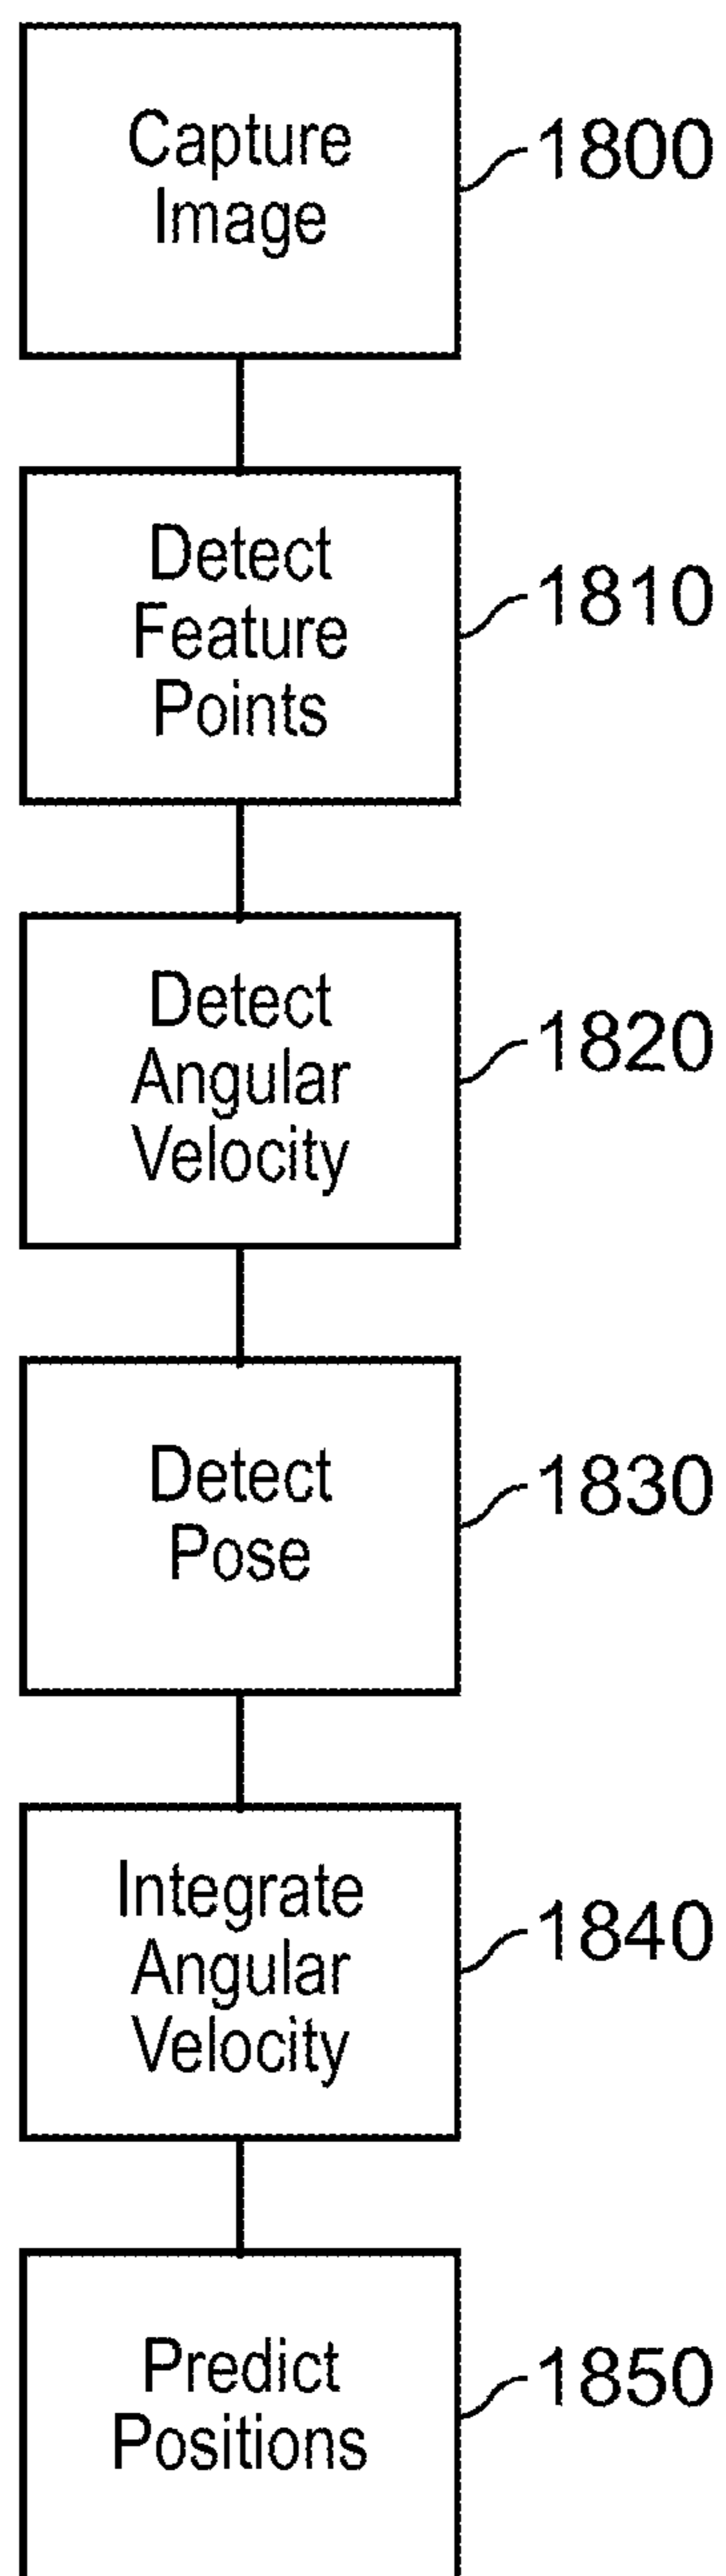 Capture
Image
1800
Detect
Feature
Points
1810
Detect
Angular
Velocity
1820
Detect
Pose
1830
Integrate
Angular
Velocity
1840
Predict
Positions
1850